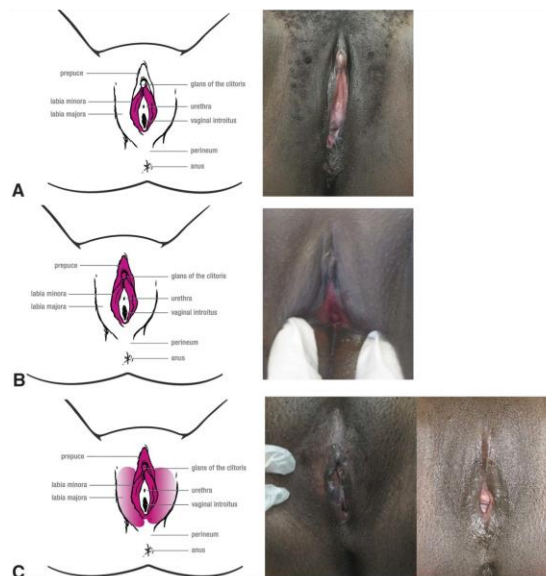 prepuce
glans of the clitoris
labia minora
urethra
labia majora
vaginal introitus
perineum
anus
A
prepuce
glans of the clitoris
labia minora
urethra
labia majora
vaginal introitus
perineum
anus
B
prepuce
glans of the clitoris
labia minora
urethra
labia majora
vaginal introitus
perineum
anus
C